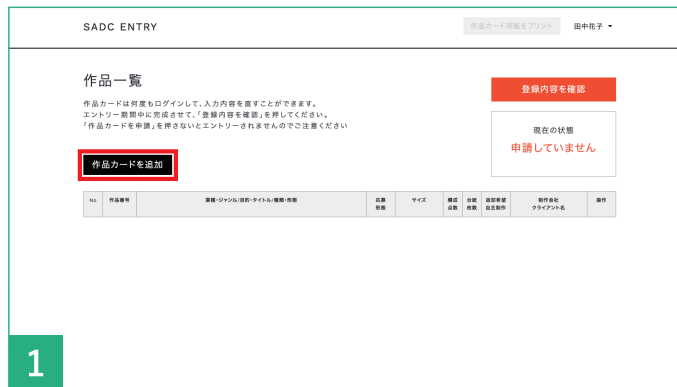 SADC ENTRY
作品カード用紙をプリント
田中花子
作品一覧
作品カードは何度もログインして、入力内容を直すことができます。
エントリー期間中に完成させて、「登録内容を確認」を押してください。
「作品カードを申請」を押さないとエントリーされませんのでご注意ください
登録内容を確認
現在の状態
申請していません
作品カードを追加
No 作品番号 業種・ジャンル/目的・タイトル/種類・形態 応募形態 サイズ 構成点数 台紙枚数 返却希望 自主制作 制作会社 クライアント名 操作
1